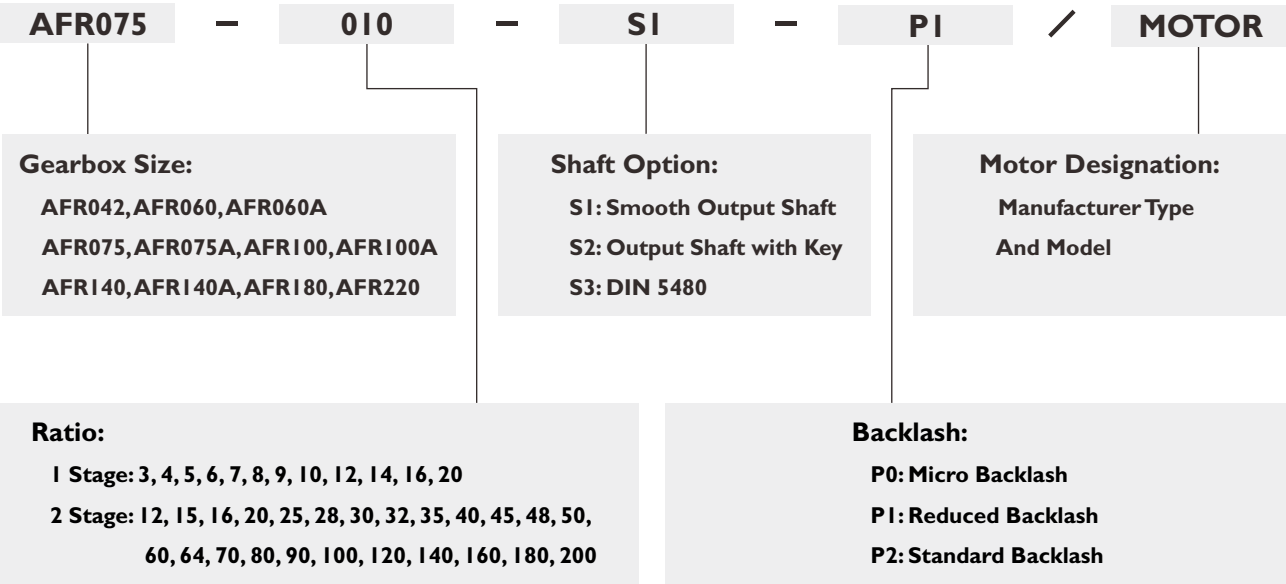 AFR075 – 010 – S1 – P1 / MOTOR
Gearbox Size:
AFR042, AFR060, AFR060A
AFR075, AFR075A, AFR100, AFR100A
AFR140, AFR140A, AFR180, AFR220
Shaft Option:
S1: Smooth Output Shaft
S2: Output Shaft with Key
S3: DIN 5480
Motor Designation:
Manufacturer Type
And Model
Ratio:
1 Stage: 3, 4, 5, 6, 7, 8, 9, 10, 12, 14, 16, 20
2 Stage: 12, 15, 16, 20, 25, 28, 30, 32, 35, 40, 45, 48, 50,
60, 64, 70, 80, 90, 100, 120, 140, 160, 180, 200
Backlash:
P0: Micro Backlash
P1: Reduced Backlash
P2: Standard Backlash